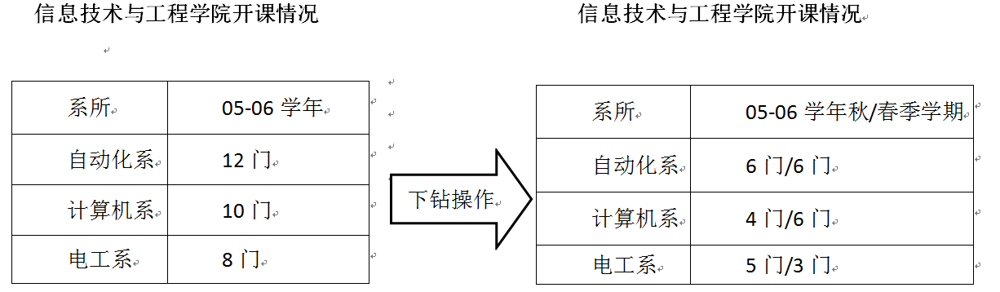 信息技术与工程学院开课情况
系所 05-06 学年
自动化系 12 门
计算机系 10 门
电工系 8 门
下钻操作
信息技术与工程学院开课情况
系所 05-06 学年秋/春季学期
自动化系 6 门/6 门
计算机系 4 门/6 门
电工系 5 门/3 门